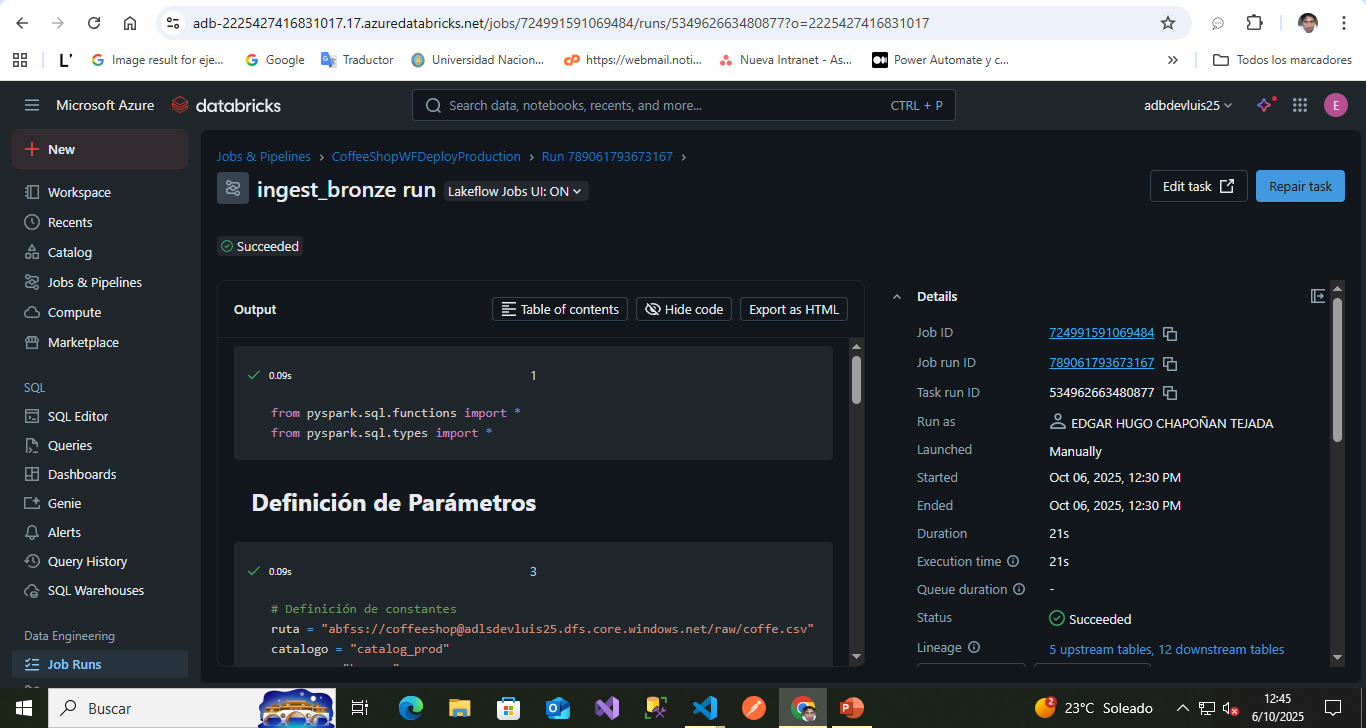 adb-2225427416831017.17.azuredatabricks.net/jobs/724991591069484/runs/534962663480877?o=2225427416831017
L' Image result for eje... Google Traductor Universidad Nacion... https://webmail.noti... Nueva Intranet - As... Power Automate y c... » Todos los marcadores
Microsoft Azure databricks Search data, notebooks, recents, and more... CTRL + P adbdevluis25 E
New
Workspace
Recents
Catalog
Jobs & Pipelines
Compute
Marketplace
SQL
SQL Editor
Queries
Dashboards
Genie
Alerts
Query History
SQL Warehouses
Data Engineering
Job Runs
Jobs & Pipelines › CoffeeShopWFDeployProduction › Run 789061793673167 ›
ingest_bronze run Lakeflow Jobs UI: ON
Edit task Repair task
Succeeded
Output Table of contents Hide code Export as HTML
0.09s 1
from pyspark.sql.functions import *
from pyspark.sql.types import *
Definición de Parámetros
0.09s 3
# Definición de constantes
ruta = "abfss://coffeeshop@adlsdevluis25.dfs.core.windows.net/raw/coffe.csv"
catalogo = "catalog_prod"
Details
Job ID 724991591069484
Job run ID 789061793673167
Task run ID 534962663480877
Run as EDGAR HUGO CHAPOÑAN TEJADA
Launched Manually
Started Oct 06, 2025, 12:30 PM
Ended Oct 06, 2025, 12:30 PM
Duration 21s
Execution time 21s
Queue duration -
Status Succeeded
Lineage 5 upstream tables, 12 downstream tables
Buscar 23°C Soleado 12:45
6/10/2025